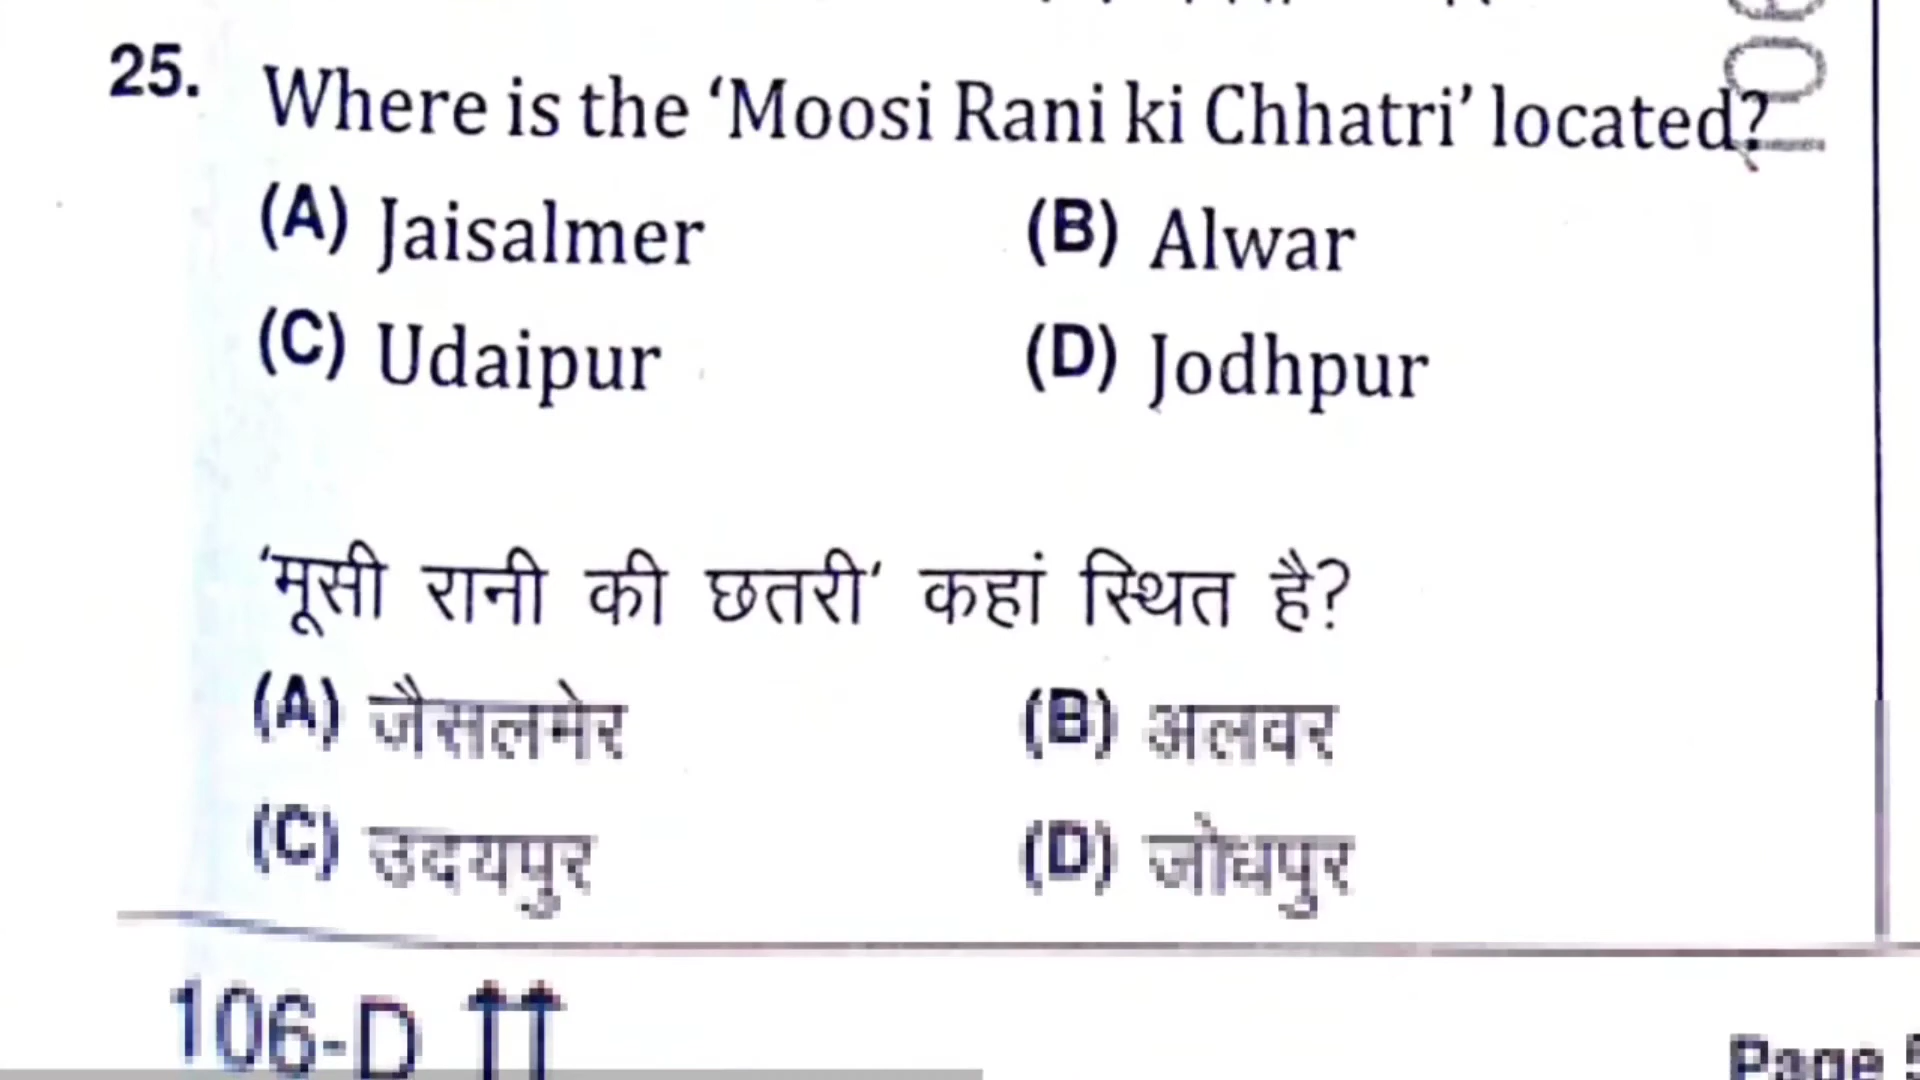 25. Where is the ‘Moosi Rani ki Chhatri’ located?
(A) Jaisalmer (B) Alwar
(C) Udaipur (D) Jodhpur
‘मूसी रानी की छतरी‘ कहां स्थित है?
(A) जैसलमेर (B) अलवर
(C) उदयपुर (D) जोधपुर
106-D
Page